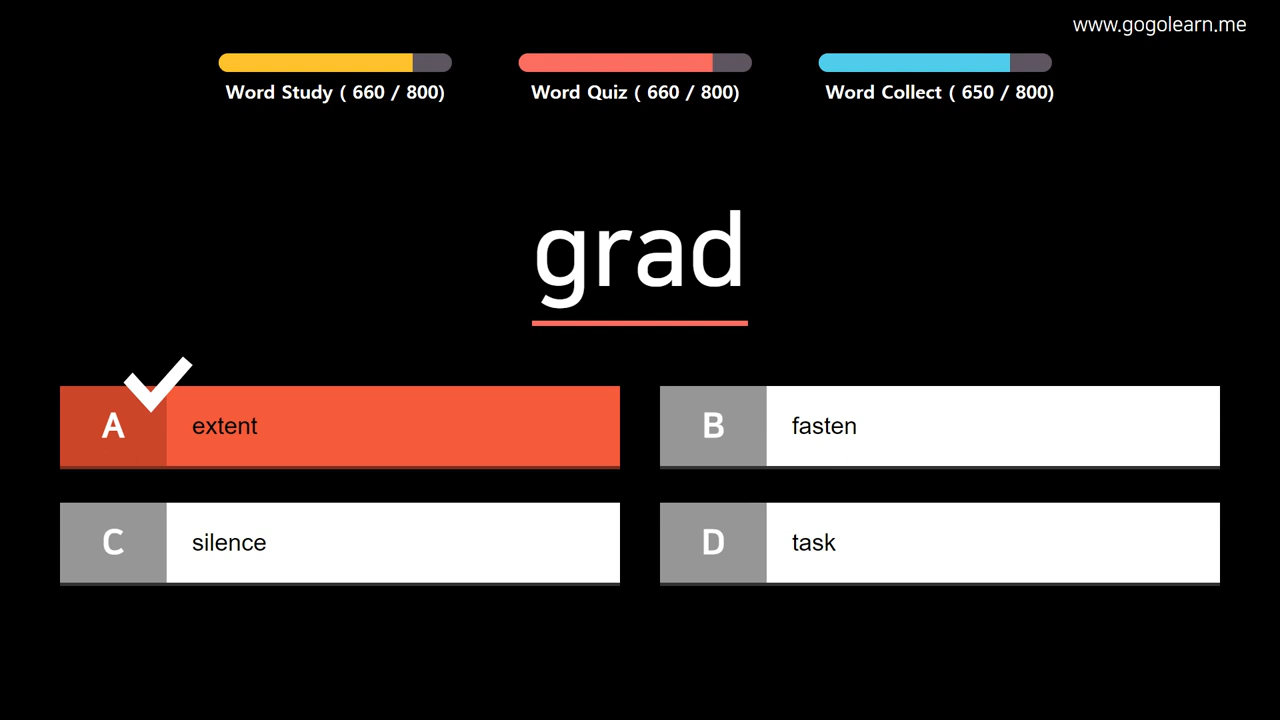 www.gogolearn.me
Word Study ( 660 / 800)
Word Quiz ( 660 / 800)
Word Collect ( 650 / 800)
grad
A extent
B fasten
C silence
D task